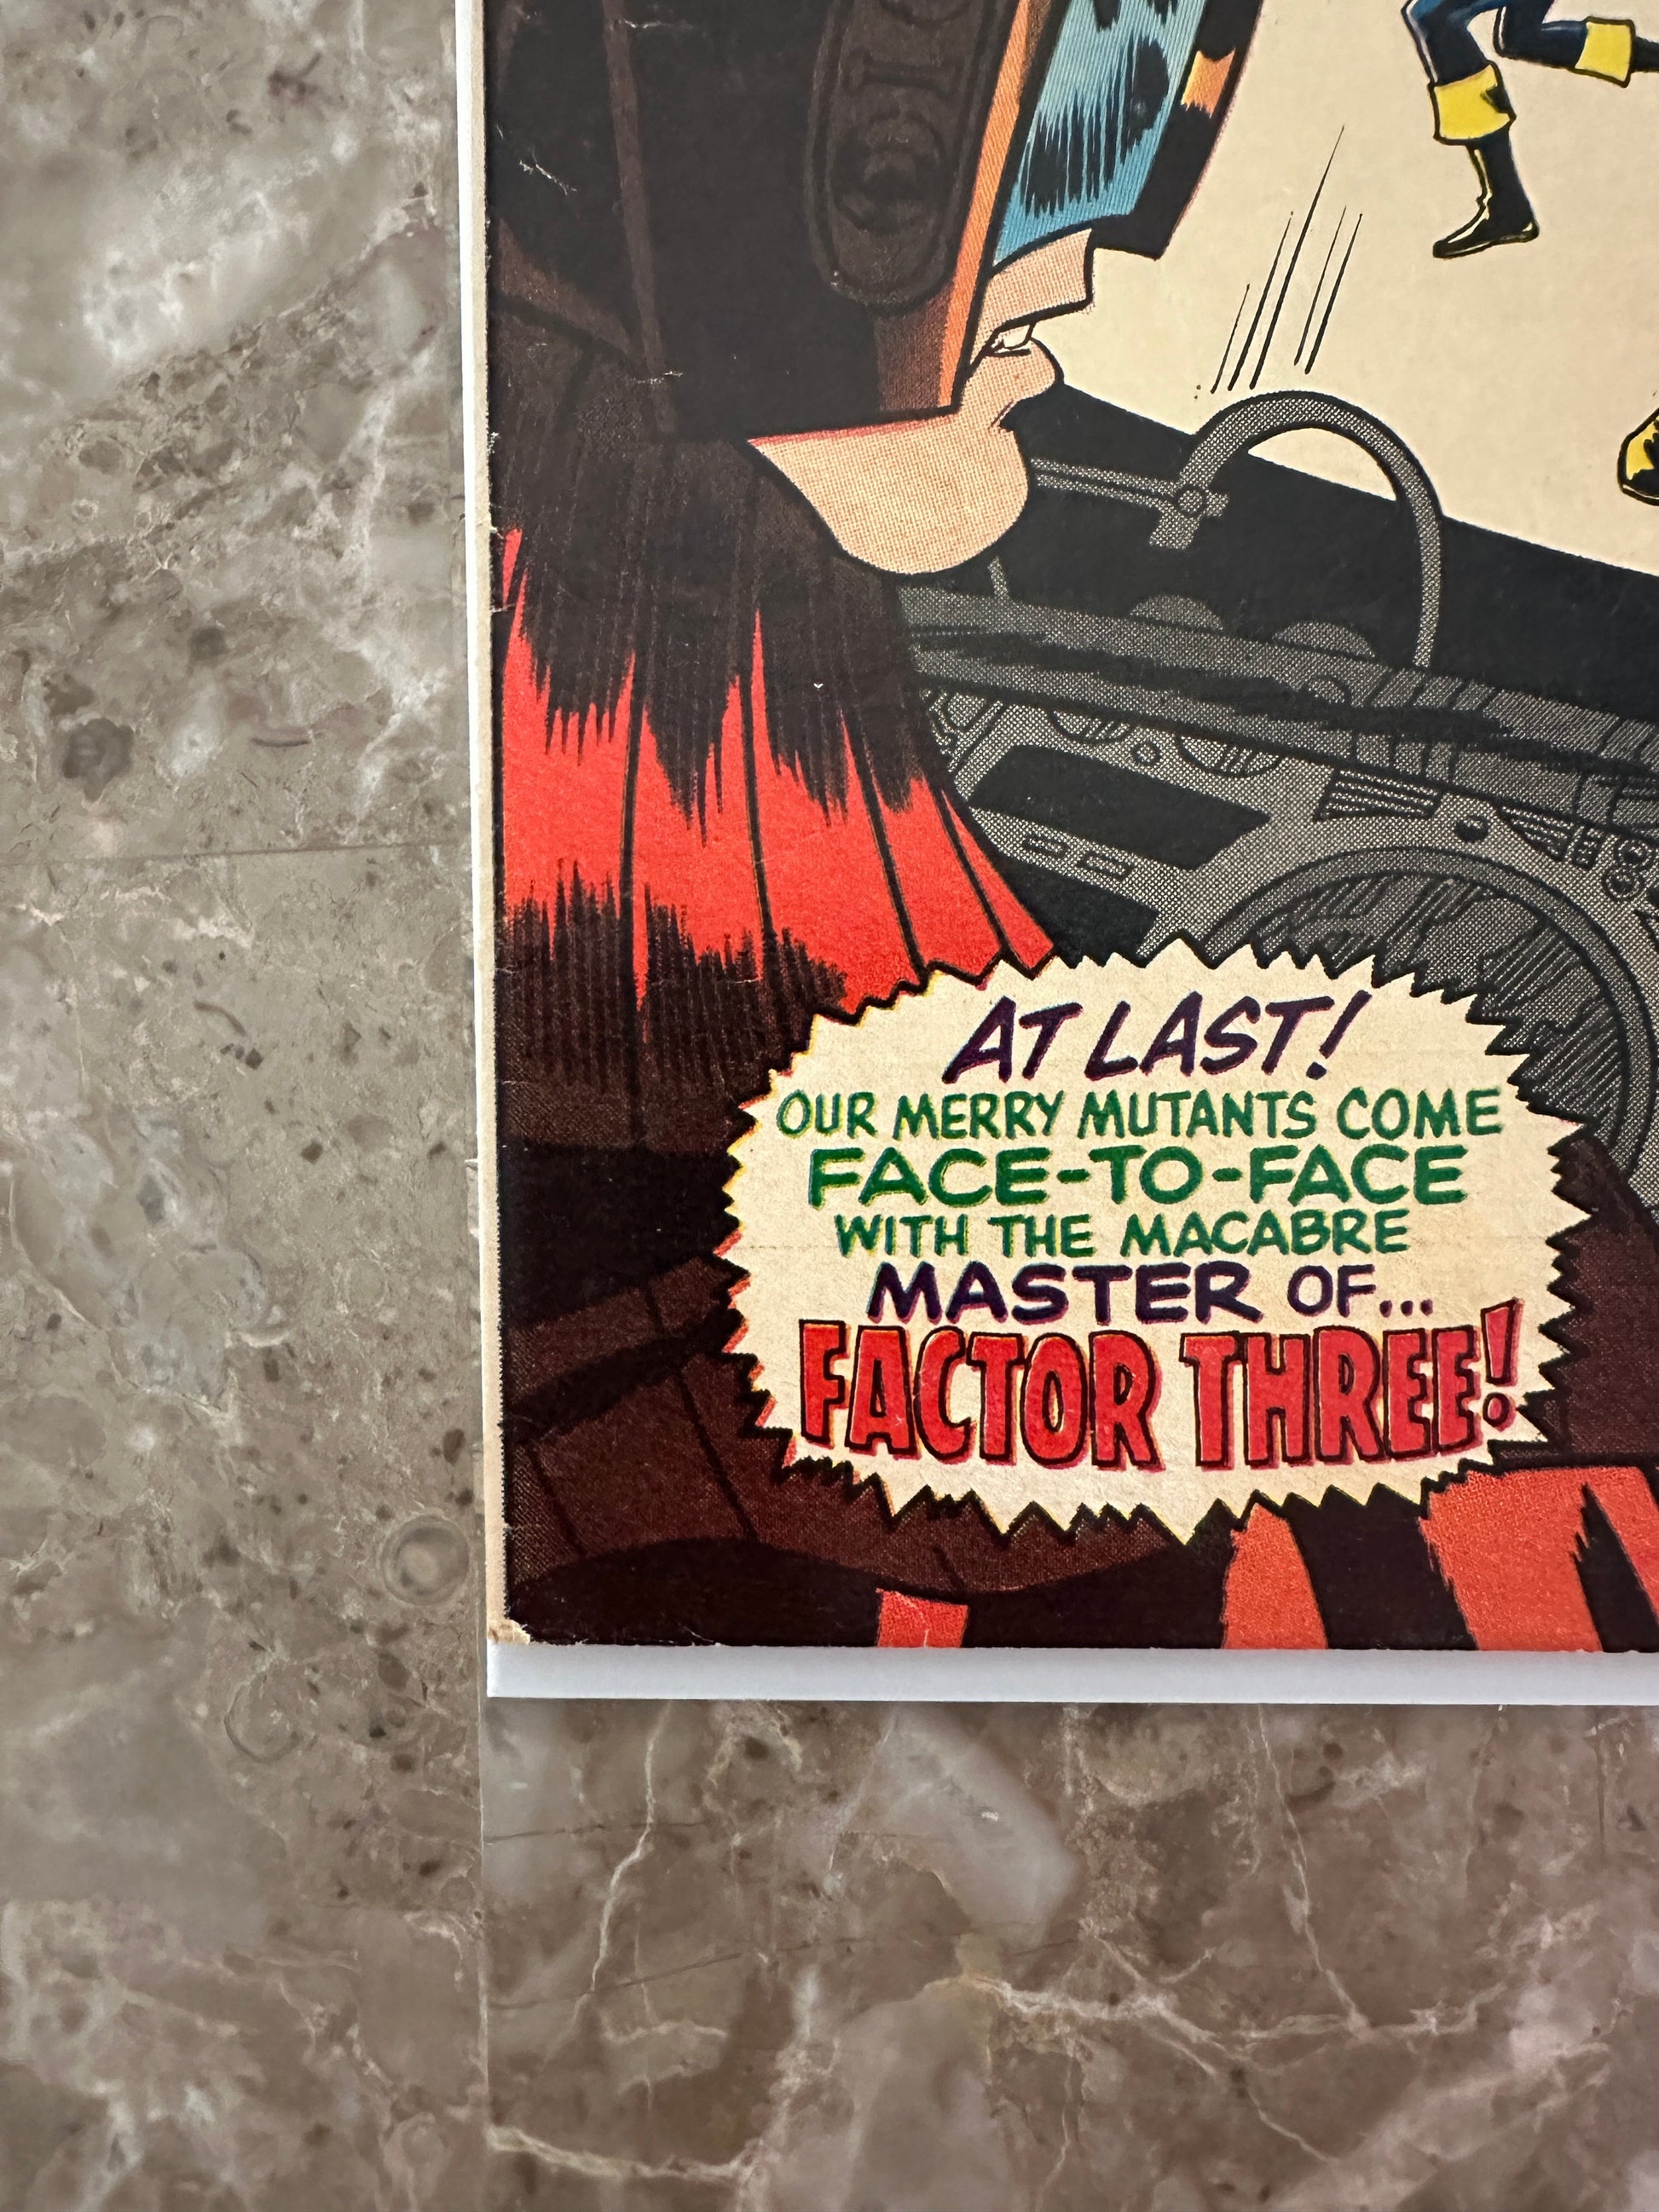 AT LAST!
OUR MERRY MUTANTS COME
FACE-TO-FACE
WITH THE MACABRE
MASTER OF...
FACTOR THREE!